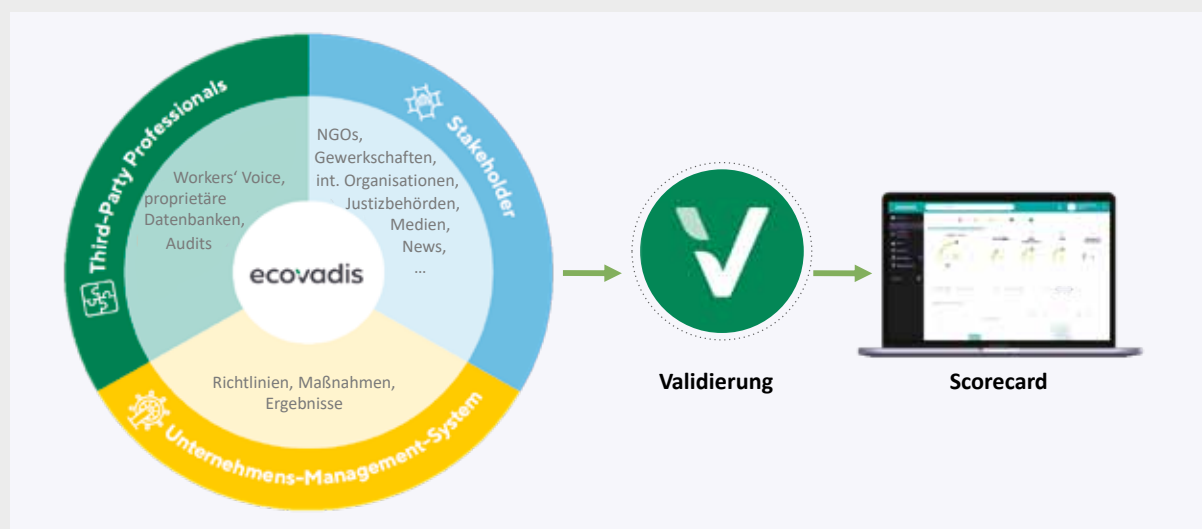 Third-Party Professionals
Stakeholder
Workers‘ Voice,
proprietäre
Datenbanken,
Audits
NGOs,
Gewerkschaften,
int. Organisationen,
Justizbehörden,
Medien,
News,
...
ecovadis
Richtlinien, Maßnahmen,
Ergebnisse
Unternehmens-Management-System
Validierung
Scorecard